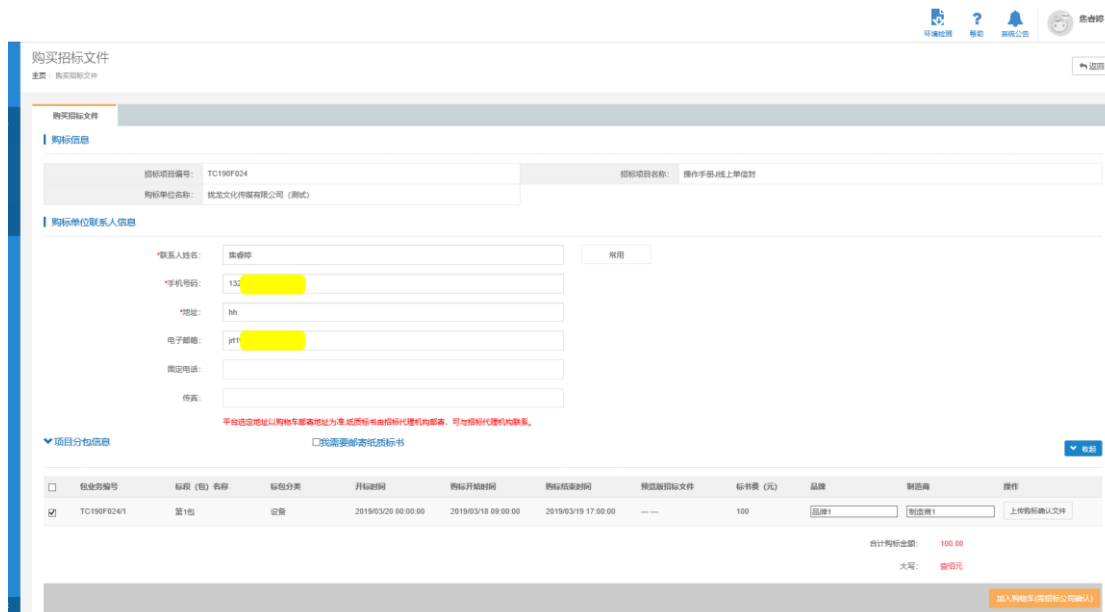 环境检测 帮助 系统公告 焦睿婷
购买招标文件
主页 / 购买招标文件
返回
购买招标文件
购标信息
招标项目编号: TC190F024 招标项目名称: 操作手册J线上单信封
购标单位名称: 拢龙文化传媒有限公司 (测试)
购标单位联系人信息
*联系人姓名: 焦睿婷 常用
*手机号码: 132
*地址: hh
电子邮箱: jrt1
固定电话:
传真:
平台选定地址以购物车邮寄地址为准,纸质标书由招标代理机构邮寄,可与招标代理机构联系。
项目分包信息 我需要邮寄纸质标书 收起
包业务编号 标段 (包) 名称 标包分类 开标时间 购标开始时间 购标结束时间 预览版招标文件 标书费 (元) 品牌 制造商 操作
TC190F024/1 第1包 设备 2019/03/20 00:00:00 2019/03/18 09:00:00 2019/03/19 17:00:00 — — 100 品牌1 制造商1 上传购标确认文件
合计购标金额: 100.00
大写: 壹佰元
加入购物车(需招标公司确认)